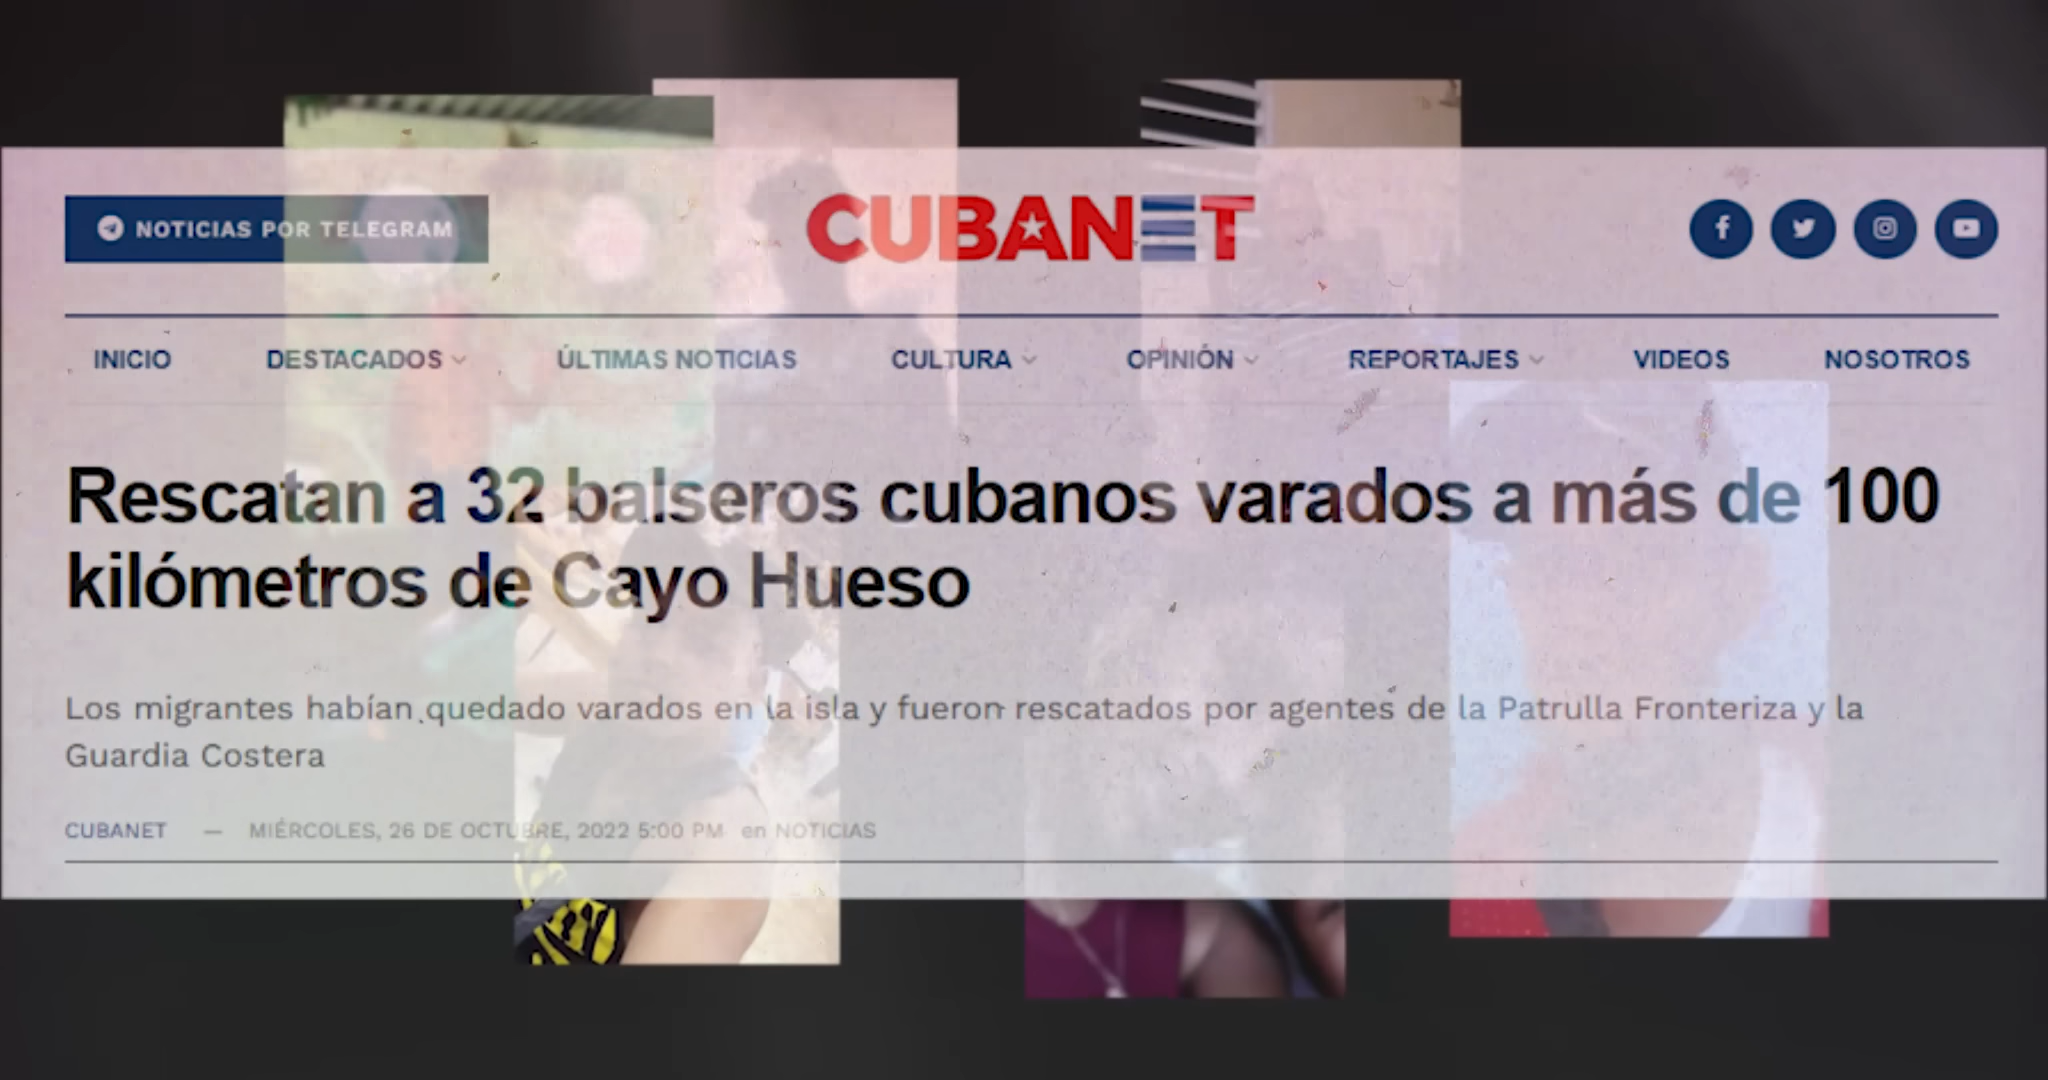 NOTICIAS POR TELEGRAM
CUBANET
INICIO DESTACADOS ÚLTIMAS NOTICIAS CULTURA OPINIÓN REPORTAJES VIDEOS NOSOTROS
Rescatan a 32 balseros cubanos varados a más de 100
kilómetros de Cayo Hueso
Los migrantes habían quedado varados en la isla y fueron rescatados por agentes de la Patrulla Fronteriza y la
Guardia Costera
CUBANET — MIÉRCOLES, 26 DE OCTUBRE, 2022 5:00 PM en NOTICIAS